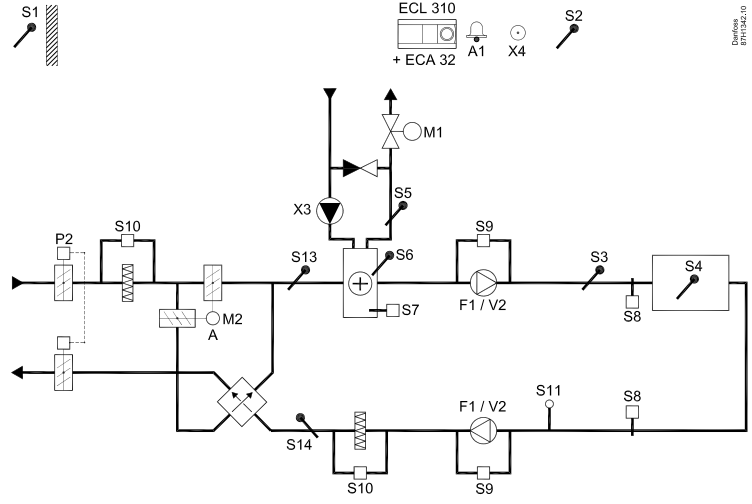 S1
ECL 310
+ ECA 32
A1
X4
S2
Danfoss
87H1342.10
M1
X3
S5
P2
S10
S13
S6
S9
S3
S4
F1 / V2
S7
S8
M2
A
S14
S10
F1 / V2
S9
S11
S8